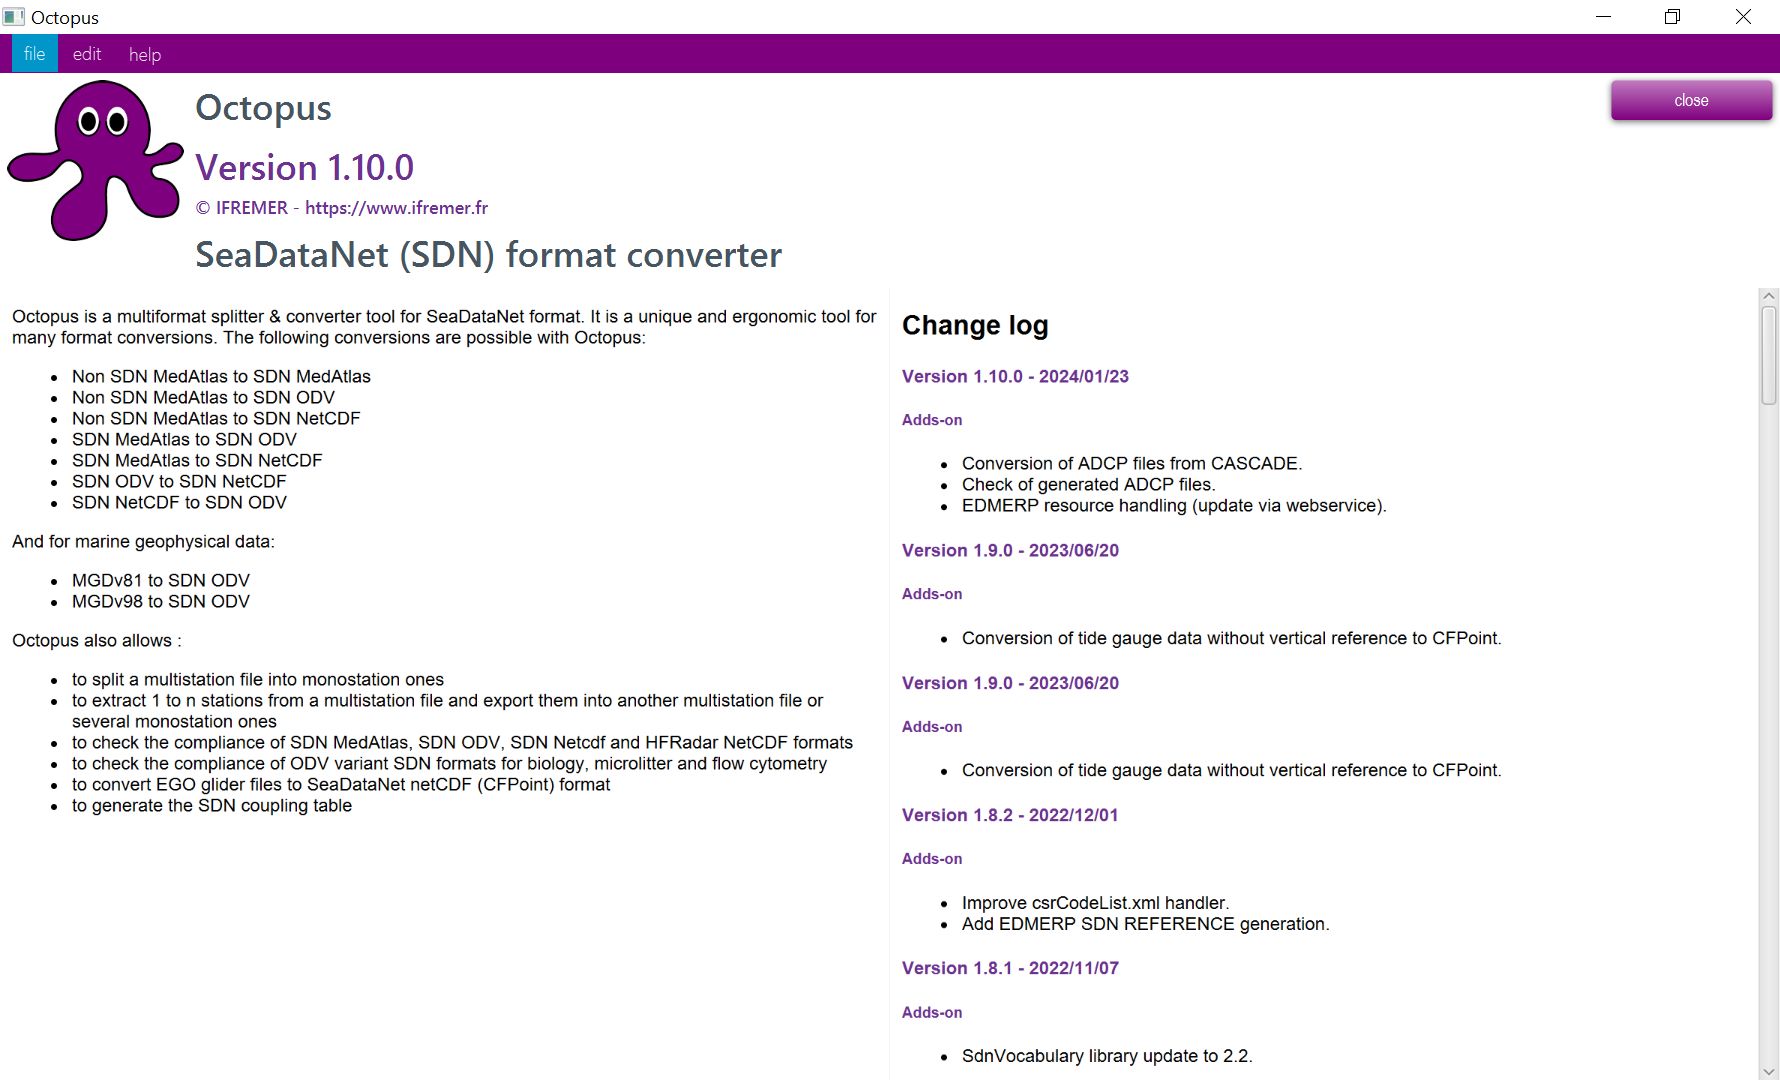 Octopus
file edit help
Octopus
close
Version 1.10.0
© IFREMER - https://www.ifremer.fr
SeaDataNet (SDN) format converter
Octopus is a multiformat splitter & converter tool for SeaDataNet format. It is a unique and ergonomic tool for
many format conversions. The following conversions are possible with Octopus:
• Non SDN MedAtlas to SDN MedAtlas
• Non SDN MedAtlas to SDN ODV
• Non SDN MedAtlas to SDN NetCDF
• SDN MedAtlas to SDN ODV
• SDN MedAtlas to SDN NetCDF
• SDN ODV to SDN NetCDF
• SDN NetCDF to SDN ODV
And for marine geophysical data:
• MGDv81 to SDN ODV
• MGDv98 to SDN ODV
Octopus also allows :
• to split a multistation file into monostation ones
• to extract 1 to n stations from a multistation file and export them into another multistation file or
several monostation ones
• to check the compliance of SDN MedAtlas, SDN ODV, SDN Netcdf and HFRadar NetCDF formats
• to check the compliance of ODV variant SDN formats for biology, microlitter and flow cytometry
• to convert EGO glider files to SeaDataNet netCDF (CFPoint) format
• to generate the SDN coupling table
Change log
Version 1.10.0 - 2024/01/23
Adds-on
• Conversion of ADCP files from CASCADE.
• Check of generated ADCP files.
• EDMERP resource handling (update via webservice).
Version 1.9.0 - 2023/06/20
Adds-on
• Conversion of tide gauge data without vertical reference to CFPoint.
Version 1.9.0 - 2023/06/20
Adds-on
• Conversion of tide gauge data without vertical reference to CFPoint.
Version 1.8.2 - 2022/12/01
Adds-on
• Improve csrCodeList.xml handler.
• Add EDMERP SDN REFERENCE generation.
Version 1.8.1 - 2022/11/07
Adds-on
• SdnVocabulary library update to 2.2.